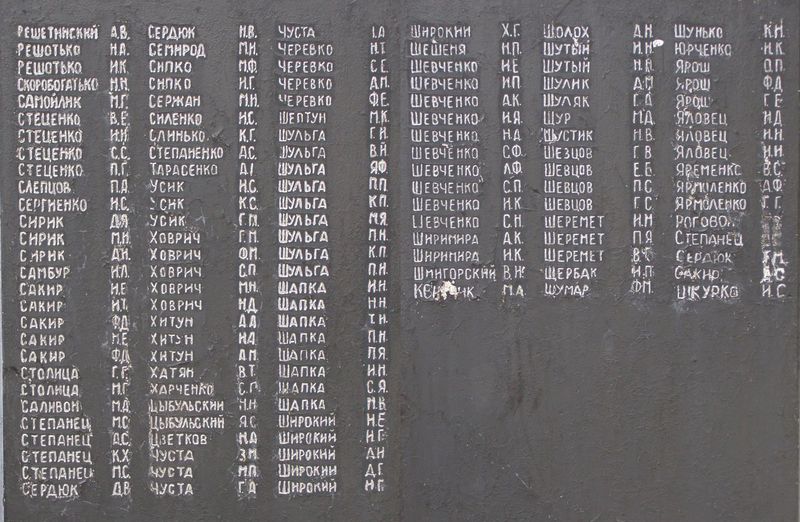 РЕШЕТИНСКИЙ А.В.
РЕШОТЬКО Н.А.
РЕШОТЬКО И.К.
СКОРОБОГАТЬКО М.Н.
САМОЙЛИК М.Г.
СТЕЦЕНКО В.Е.
СТЕЦЕНКО И.И.
СТЕЦЕНКО С.С.
СТЕЦЕНКО П.Г.
СЛЕПЦОВ П.А.
СЕРГИЕНКО И.С.
СИРИК Д.Я.
СИРИК М.И.
СИРИК Д.И.
САМБУР И.Л.
САКИР И.Е.
САКИР И.Т.
САКИР Ф.Д.
САКИР И.Е.
САКИР Ф.Д.
СТОЛИЦА Г.Г.
СТОЛИЦА М.Г.
САЛИВОН М.А.
СТЕПАНЕЦ М.С.
СТЕПАНЕЦ А.С.
СТЕПАНЕЦ К.Х.
СТЕПАНЕЦ М.С.
СЕРДЮК Д.В.
СЕРДЮК И.В.
СЕМИРОД М.И.
СИПКО М.Ф.
СИПКО И.Г.
СЕРЖАН М.И.
СИЛЕНКО И.С.
СЛИНЬКО К.Г.
СТЕПАНЕНКО А.С.
ТАРАСЕНКО Д.І.
УСИК И.С.
УСИК К.С.
УСИК Г.П.
ХОВРИЧ Г.П.
ХОВРИЧ Ф.М.
ХОВРИЧ С.П.
ХОВРИЧ М.Н.
ХОВРИЧ Н.Д.
ХИТУН Д.Д.
ХИТУН И.Д.
ХИТУН А.М.
ХАТЯН В.Т.
ХАРЧЕНКО С.Г.
ЦЫБУЛЬСКИЙ И.Н.
ЦЫБУЛЬСКИЙ Я.С.
ЦВЕТКОВ Н.А.
ЧУСТА З.М.
ЧУСТА М.П.
ЧУСТА Г.А.
ЧУСТА І.А.
ЧЕРЕВКО Н.Т.
ЧЕРЕВКО С.Е.
ЧЕРЕВКО Д.М.
ЧЕРЕВКО Ф.Е.
ШЕПТУН М.К.
ШУЛЬГА Г.И.
ШУЛЬГА В.И.
ШУЛЬГА Я.Ф.
ШУЛЬГА П.П.
ШУЛЬГА К.П.
ШУЛЬГА М.Я.
ШУЛЬГА П.И.
ШУЛЬГА К.П.
ШУЛЬГА П.И.
ШАПКА И.И.
ШАПКА Н.Н.
ШАПКА
ШАПКА П.И.
ШАПКА П.Я.
ШАПКА И.Н.
ШАПКА С.Я.
ШАПКА М.В.
ШИРОКИЙ И.Е.
ШИРОКИЙ И.Г.
ШИРОКИЙ Д.Н.
ШИРОКИЙ Д.Г.
ШИРОКИЙ И.Г.
ШИРОКИЙ Х.Г.
ШЕШЕНЯ Н.П.
ШЕВЧЕНКО И.Е.
ШЕВЧЕНКО И.П.
ШЕВЧЕНКО А.К.
ШЕВЧЕНКО И.Я.
ШЕВЧЕНКО Н.Д.
ШЕВЧЕНКО С.Ф.
ШЕВЧЕНКО Л.Ф.
ШЕВЧЕНКО И.П.
ШЕВЧЕНКО И.К.
ШЕВЧЕНКО С.Н.
ШИРИМИРА А.К.
ШИРИМИРА И.К.
ШМИГОРСКИЙ В.И.
М.А.
ШОЛОХ Д.Н.
ШУТЫЙ И.Н.
ШУТЫЙ Н.В.
ШУЛИК Д.М.
ШУЛЯК Г.Д.
ШУР М.Д.
ШУСТИК И.В.
ШЕВЦОВ Г.В.
ШЕВЦОВ Е.Б.
ШЕВЦОВ П.С.
ШЕВЦОВ Г.С.
ШЕРЕМЕТ И.М.
ШЕРЕМЕТ П.Я.
ШЕРЕМЕТ В.С.
ЩЕРБАК И.П.
ШУМАР Ф.М.
ШУНЬКО К.И.
ЮРЧЕНКО И.К.
ЯРОШ О.П.
ЯРОШ Ф.Д.
ЯРОШ Г.Е.
ЯЛОВЕЦ И.Д.
ЯЛОВЕЦ И.И.
ЯЛОВЕЦ И.И.
ЯРЕМЕНКО В.С.
ЯРМОЛЕНКО Д.Ф.
ЯРМОЛЕНКО Г.Г.
РОГОВОЙ
СТЕПАНЕЦ
СЕРДЮК
САКИР Д.С.
ШКУРКО И.С.